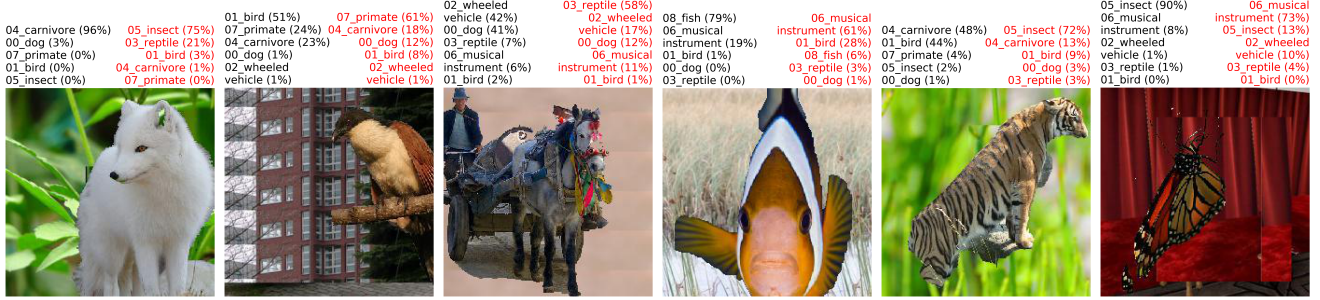 04_carnivore (96%)
00_dog (3%)
07_primate (0%)
01_bird (0%)
05_insect (0%)
05_insect (75%)
03_reptile (21%)
01_bird (3%)
04_carnivore (1%)
07_primate (0%)
01_bird (51%)
07_primate (24%)
04_carnivore (23%)
00_dog (1%)
02_wheeled
vehicle (1%)
07_primate (61%)
04_carnivore (18%)
00_dog (12%)
01_bird (8%)
02_wheeled
vehicle (1%)
02_wheeled
vehicle (42%)
00_dog (41%)
03_reptile (7%)
06_musical
instrument (6%)
01_bird (2%)
03_reptile (58%)
02_wheeled
vehicle (17%)
00_dog (12%)
06_musical
instrument (11%)
01_bird (1%)
08_fish (79%)
06_musical
instrument (19%)
01_bird (1%)
00_dog (0%)
03_reptile (0%)
06_musical
instrument (61%)
01_bird (28%)
08_fish (6%)
03_reptile (3%)
00_dog (1%)
04_carnivore (48%)
01_bird (44%)
07_primate (4%)
05_insect (2%)
00_dog (1%)
05_insect (72%)
04_carnivore (13%)
01_bird (9%)
00_dog (3%)
03_reptile (3%)
05_insect (90%)
06_musical
instrument (8%)
02_wheeled
vehicle (1%)
03_reptile (1%)
01_bird (0%)
06_musical
instrument (73%)
05_insect (13%)
02_wheeled
vehicle (10%)
03_reptile (4%)
01_bird (0%)